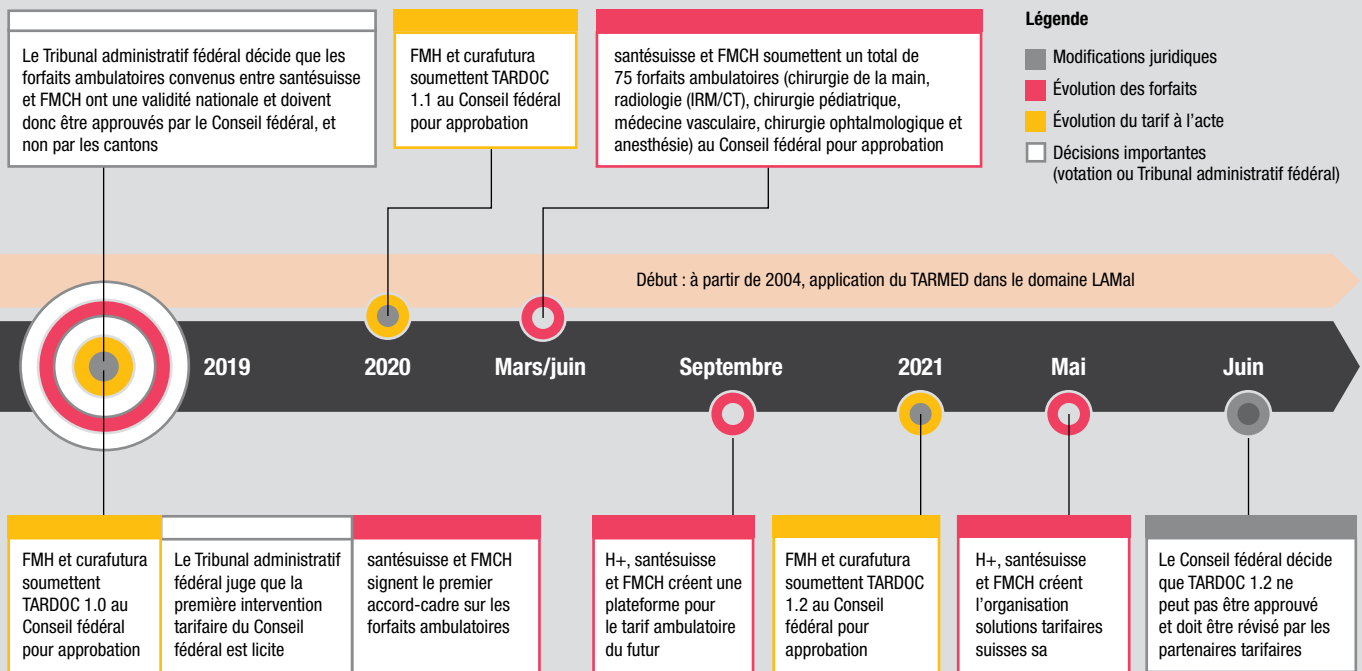 Le Tribunal administratif fédéral décide que les
forfaits ambulatoires convenus entre santésuisse
et FMCH ont une validité nationale et doivent
donc être approuvés par le Conseil fédéral, et
non par les cantons
FMH et curafutura
soumettent TARDOC
1.1 au Conseil fédéral
pour approbation
santésuisse et FMCH soumettent un total de
75 forfaits ambulatoires (chirurgie de la main,
radiologie (IRM/CT), chirurgie pédiatrique,
médecine vasculaire, chirurgie ophtalmologique et
anesthésie) au Conseil fédéral pour approbation
Légende
Modifications juridiques
Évolution des forfaits
Évolution du tarif à l’acte
Décisions importantes
(votation ou Tribunal administratif fédéral)
Début : à partir de 2004, application du TARMED dans le domaine LAMal
2019
2020
Mars/juin
Septembre
2021
Mai
Juin
FMH et curafutura
soumettent
TARDOC 1.0 au
Conseil fédéral
pour approbation
Le Tribunal administratif
fédéral juge que la
première intervention
tarifaire du Conseil
fédéral est licite
santésuisse et FMCH
signent le premier
accord-cadre sur les
forfaits ambulatoires
H+, santésuisse
et FMCH créent une
plateforme pour
le tarif ambulatoire
du futur
FMH et curafutura
soumettent TARDOC
1.2 au Conseil
fédéral pour
approbation
H+, santésuisse
et FMCH créent
l’organisation
solutions tarifaires
suisses sa
Le Conseil fédéral décide
que TARDOC 1.2 ne
peut pas être approuvé
et doit être révisé par les
partenaires tarifaires